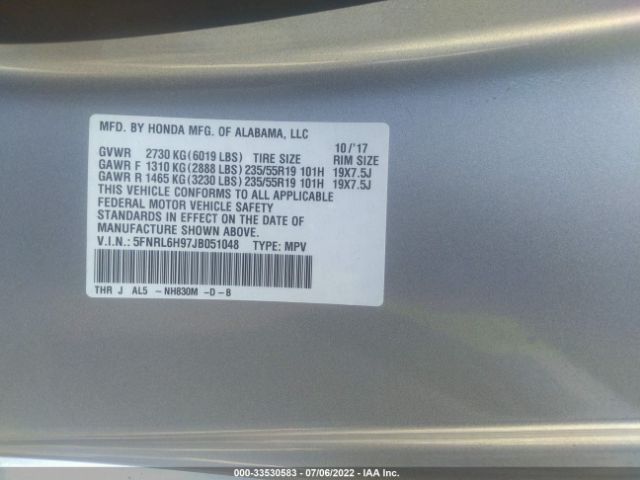 MFD. BY HONDA MFG. OF ALABAMA, LLC
10/'17
GVWR 2730 KG(6019 LBS) TIRE SIZE RIM SIZE
GAWR F 1310 KG(2888 LBS) 235/55R19 101H 19X7.5J
GAWR R 1465 KG(3230 LBS) 235/55R19 101H 19X7.5J
THIS VEHICLE CONFORMS TO ALL APPLICABLE
FEDERAL MOTOR VEHICLE SAFETY
STANDARDS IN EFFECT ON THE DATE OF
MANUFACTURE SHOWN ABOVE.
V.I.N.: 5FNRL6H97JB051048 TYPE: MPV
THR J AL5 -NH830M -D-B
000-33530583 - 07/06/2022 - IAA Inc.